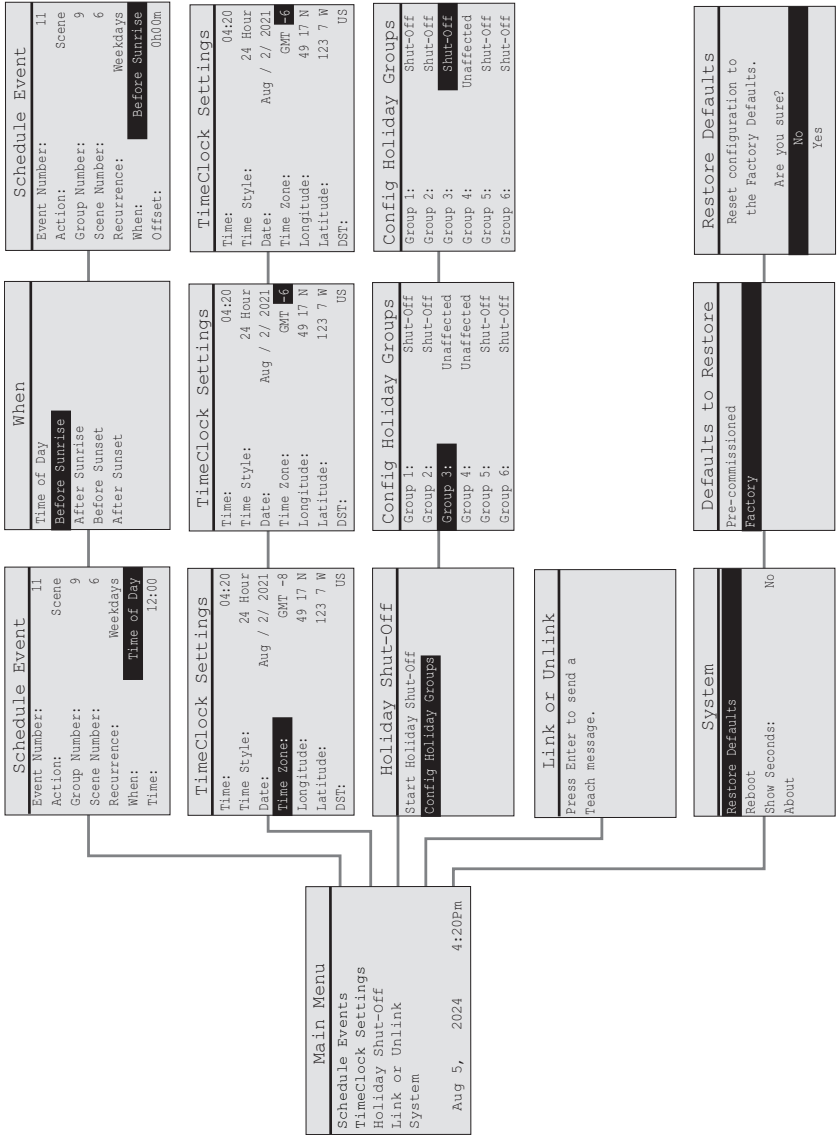 Main Menu
Schedule Events
TimeClock Settings
Holiday Shut-Off
Link or Unlink
System
Aug 5, 2024 4:20Pm
Schedule Event
Event Number: 11
Action: Scene
Group Number: 9
Scene Number: 6
Recurrence: Weekdays
When: Time of Day
Time: 12:00
When
Time of Day
Before Sunrise
After Sunrise
Before Sunset
After Sunset
Schedule Event
Event Number: 11
Action: Scene
Group Number: 9
Scene Number: 6
Recurrence: Weekdays
When: Before Sunrise
Offset: 0h00m
TimeClock Settings
Time: 04:20
Time Style: 24 Hour
Date: Aug / 2/ 2021
Time Zone: GMT -8
Longitude: 49 17 N
Latitude: 123 7 W
DST: US
TimeClock Settings
Time: 04:20
Time Style: 24 Hour
Date: Aug / 2/ 2021
Time Zone: GMT -6
Longitude: 49 17 N
Latitude: 123 7 W
DST: US
TimeClock Settings
Time: 04:20
Time Style: 24 Hour
Date: Aug / 2/ 2021
Time Zone: GMT -6
Longitude: 49 17 N
Latitude: 123 7 W
DST: US
Holiday Shut-Off
Start Holiday Shut-Off
Config Holiday Groups
Config Holiday Groups
Group 1: Shut-Off
Group 2: Shut-Off
Group 3: Unaffected
Group 4: Unaffected
Group 5: Shut-Off
Group 6: Shut-Off
Config Holiday Groups
Group 1: Shut-Off
Group 2: Shut-Off
Group 3: Shut-Off
Group 4: Unaffected
Group 5: Shut-Off
Group 6: Shut-Off
Link or Unlink
Press Enter to send a
Teach message.
System
Restore Defaults
Reboot
Show Seconds: No
About
Defaults to Restore
Pre-commissioned
Factory
Restore Defaults
Reset configuration to
the Factory Defaults.
Are you sure?
No
Yes